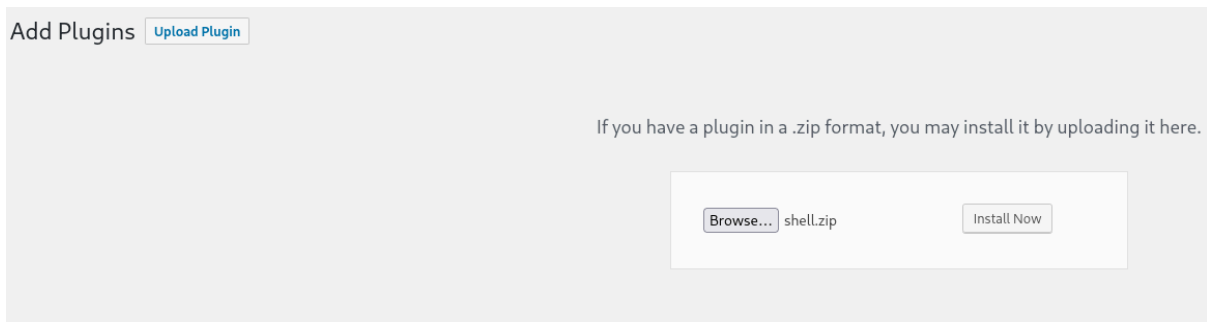 Add Plugins Upload Plugin
If you have a plugin in a .zip format, you may install it by uploading it here.
Browse... shell.zip Install Now